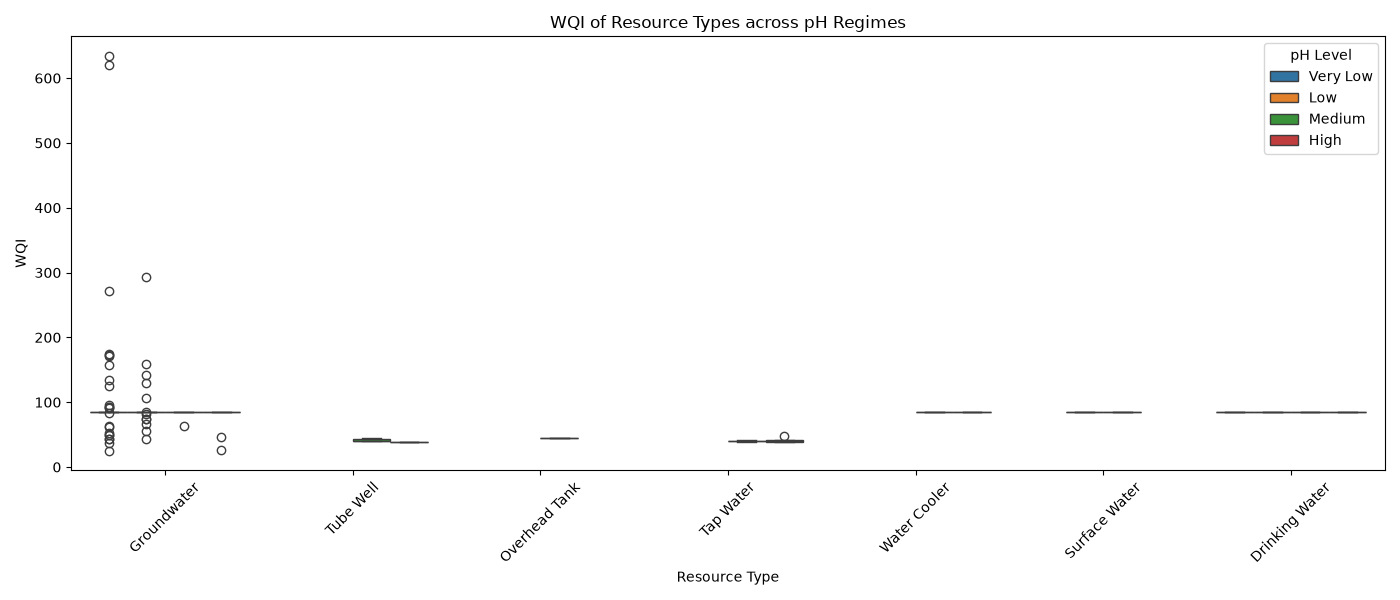 WQI of Resource Types across pH Regimes
pH Level
Very Low
Low
Medium
High
WQI
600
500
400
300
200
100
0
Groundwater
Tube Well
Overhead Tank
Tap Water
Water Cooler
Surface Water
Drinking Water
Resource Type